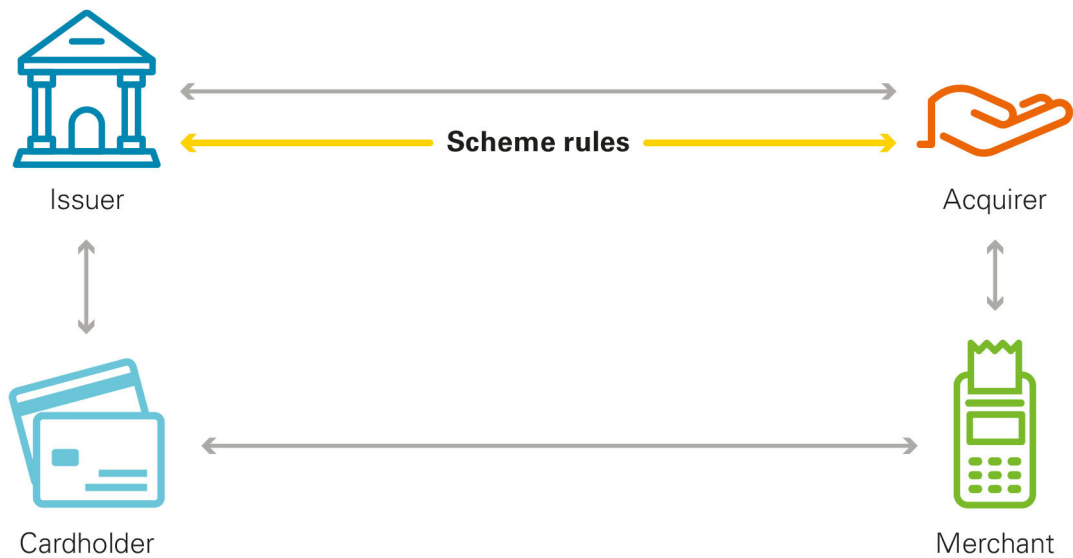 Scheme rules
Issuer
Acquirer
Cardholder
Merchant